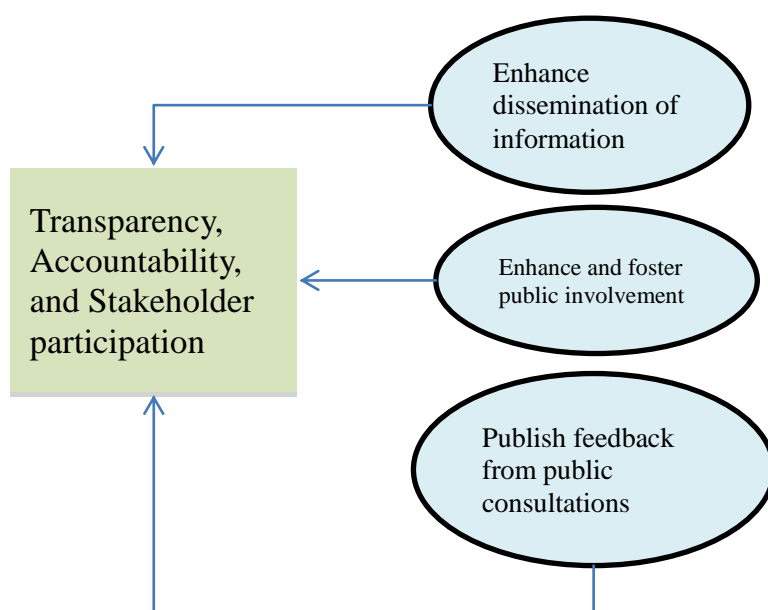 Enhance
dissemination of
information
Transparency,
Accountability,
and Stakeholder
participation
Enhance and foster
public involvement
Publish feedback
from public
consultations